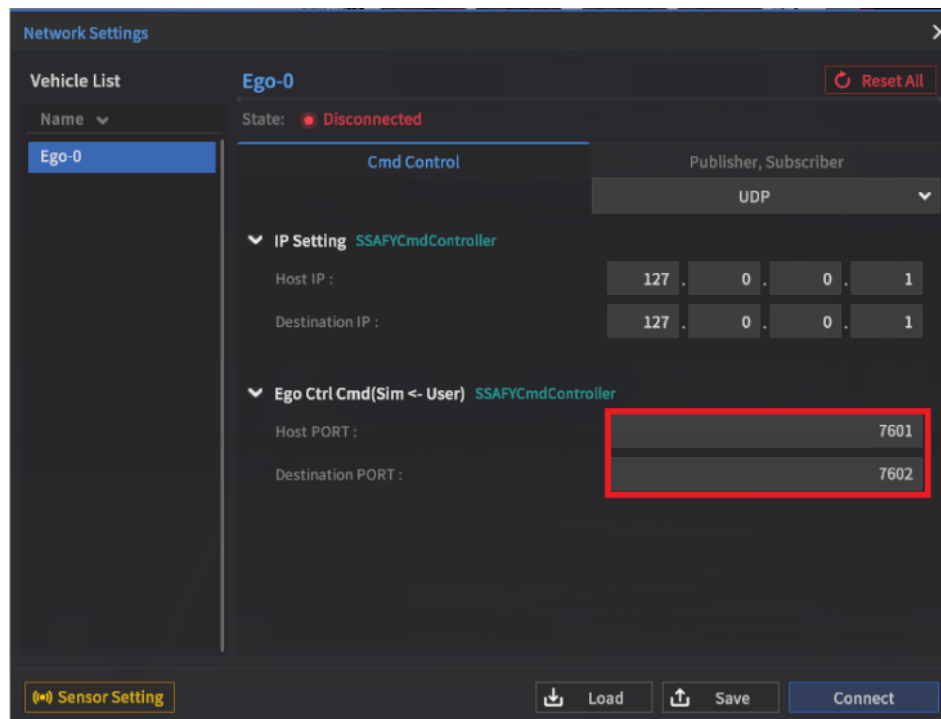 Network Settings
Vehicle List
Name
Ego-0
Ego-0
Reset All
State: Disconnected
Cmd Control
Publisher, Subscriber
UDP
IP Setting SSAFYCmdController
Host IP : 127 . 0 . 0 . 1
Destination IP : 127 . 0 . 0 . 1
Ego Ctrl Cmd(Sim <- User) SSAFYCmdController
Host PORT : 7601
Destination PORT : 7602
Sensor Setting
Load
Save
Connect